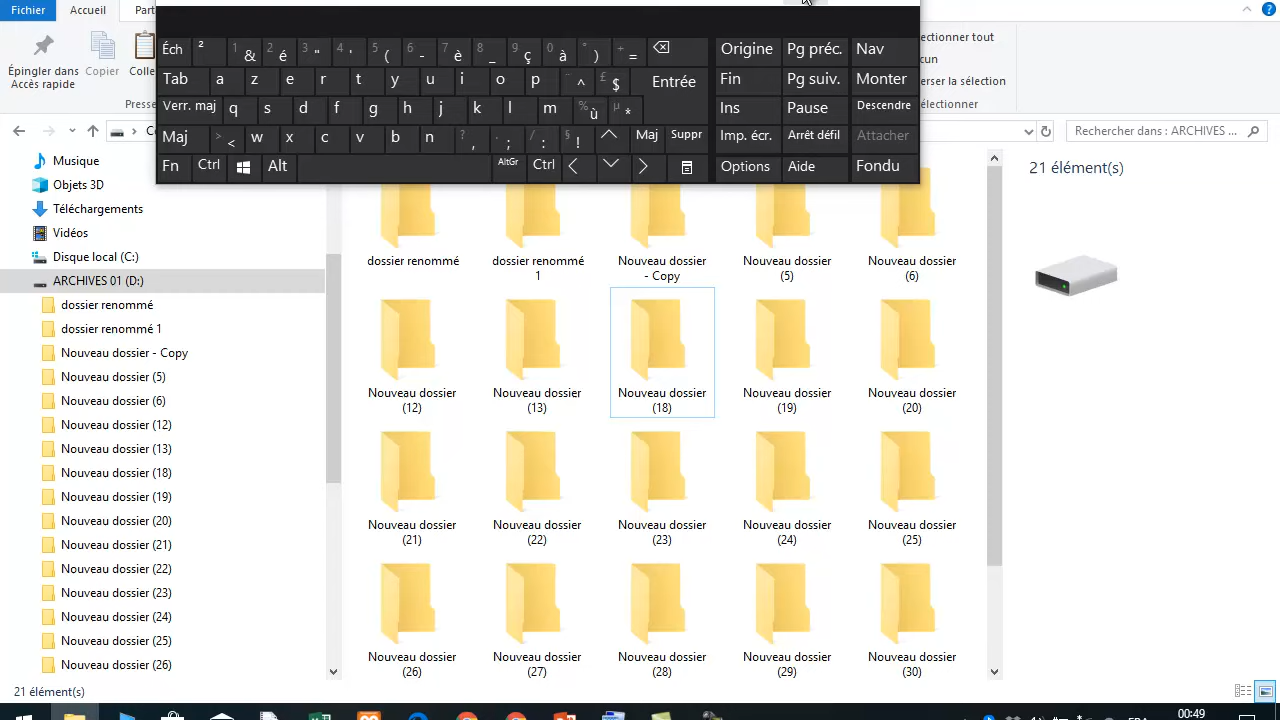 Fichier
Accueil
Épingler dans
Accès rapide
Copier
Échap
² 
1 &
2 é
3 "
4 '
5 (
6 -
7 è
8 _
9 ç
0 à
° )
+ =
Origine
Pg préc.
Nav
Tab
a z e r t y u i o p
¨ ^
£ $
Entrée
Fin
Pg suiv.
Monter
Verr. maj
q s d f g h j k l m
% ù
µ *
Ins
Pause
Descendre
Maj
> <
w x c v b n
? ,
. ;
/ :
§ !
Maj
Suppr
Imp. écr.
Arrêt défil
Attacher
Fn
Ctrl
Alt
AltGr
Ctrl
Options
Aide
Fondu
Rechercher dans : ARCHIVES ...
Musique
Objets 3D
Téléchargements
Vidéos
Disque local (C:)
ARCHIVES 01 (D:)
dossier renommé
dossier renommé 1
Nouveau dossier - Copy
Nouveau dossier (5)
Nouveau dossier (6)
Nouveau dossier (12)
Nouveau dossier (13)
Nouveau dossier (18)
Nouveau dossier (19)
Nouveau dossier (20)
Nouveau dossier (21)
Nouveau dossier (22)
Nouveau dossier (23)
Nouveau dossier (24)
Nouveau dossier (25)
Nouveau dossier (26)
dossier renommé
dossier renommé
1
Nouveau dossier
- Copy
Nouveau dossier
(5)
Nouveau dossier
(6)
Nouveau dossier
(12)
Nouveau dossier
(13)
Nouveau dossier
(18)
Nouveau dossier
(19)
Nouveau dossier
(20)
Nouveau dossier
(21)
Nouveau dossier
(22)
Nouveau dossier
(23)
Nouveau dossier
(24)
Nouveau dossier
(25)
Nouveau dossier
(26)
Nouveau dossier
(27)
Nouveau dossier
(28)
Nouveau dossier
(29)
Nouveau dossier
(30)
21 élément(s)
21 élément(s)
00:49